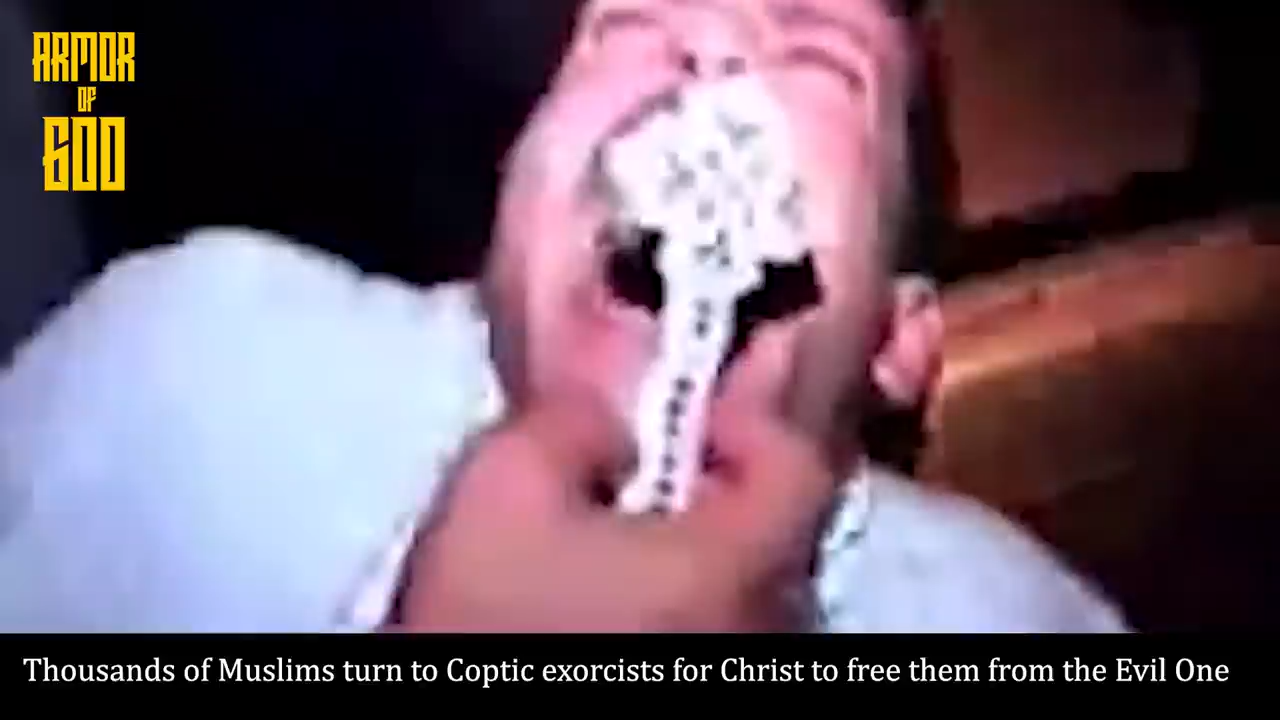 ARMOR
OF
GOD
Thousands of Muslims turn to Coptic exorcists for Christ to free them from the Evil One